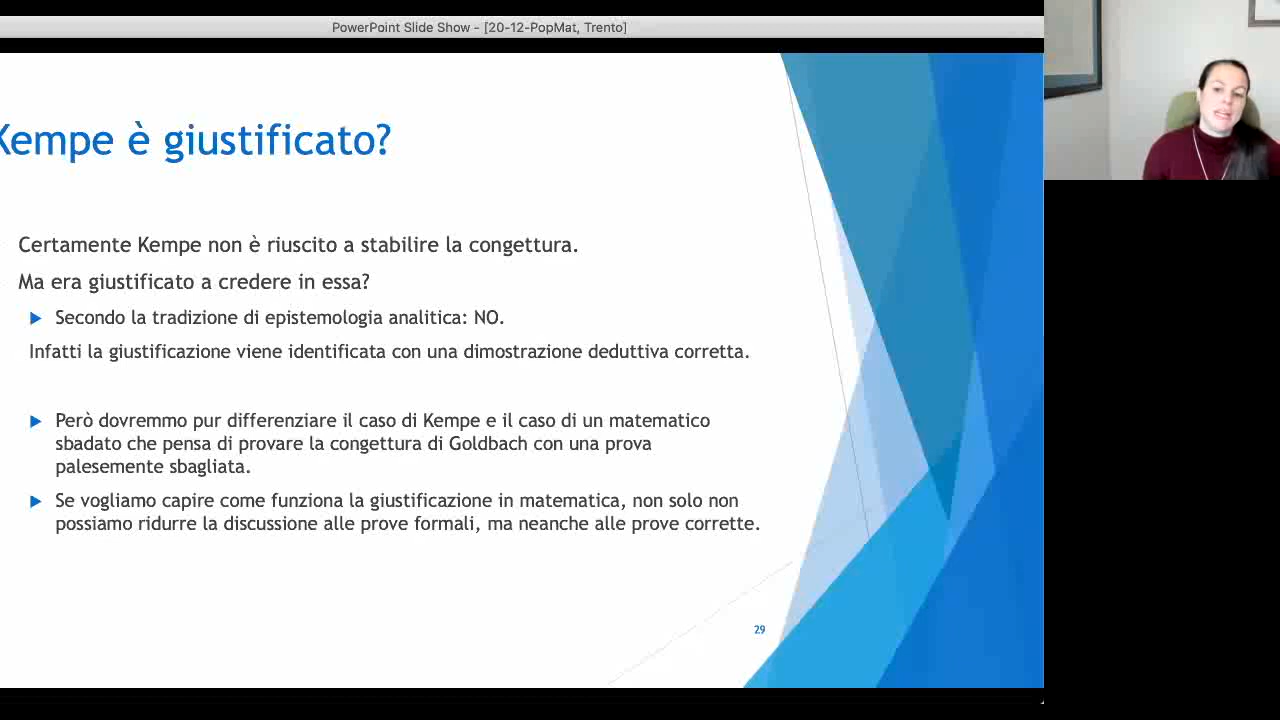 PowerPoint Slide Show - [20-12-PopMat, Trento]
Kempe è giustificato?
Certamente Kempe non è riuscito a stabilire la congettura.
Ma era giustificato a credere in essa?
Secondo la tradizione di epistemologia analitica: NO.
Infatti la giustificazione viene identificata con una dimostrazione deduttiva corretta.
Però dovremmo pur differenziare il caso di Kempe e il caso di un matematico
sbadato che pensa di provare la congettura di Goldbach con una prova
palesemente sbagliata.
Se vogliamo capire come funziona la giustificazione in matematica, non solo non
possiamo ridurre la discussione alle prove formali, ma neanche alle prove corrette.
29